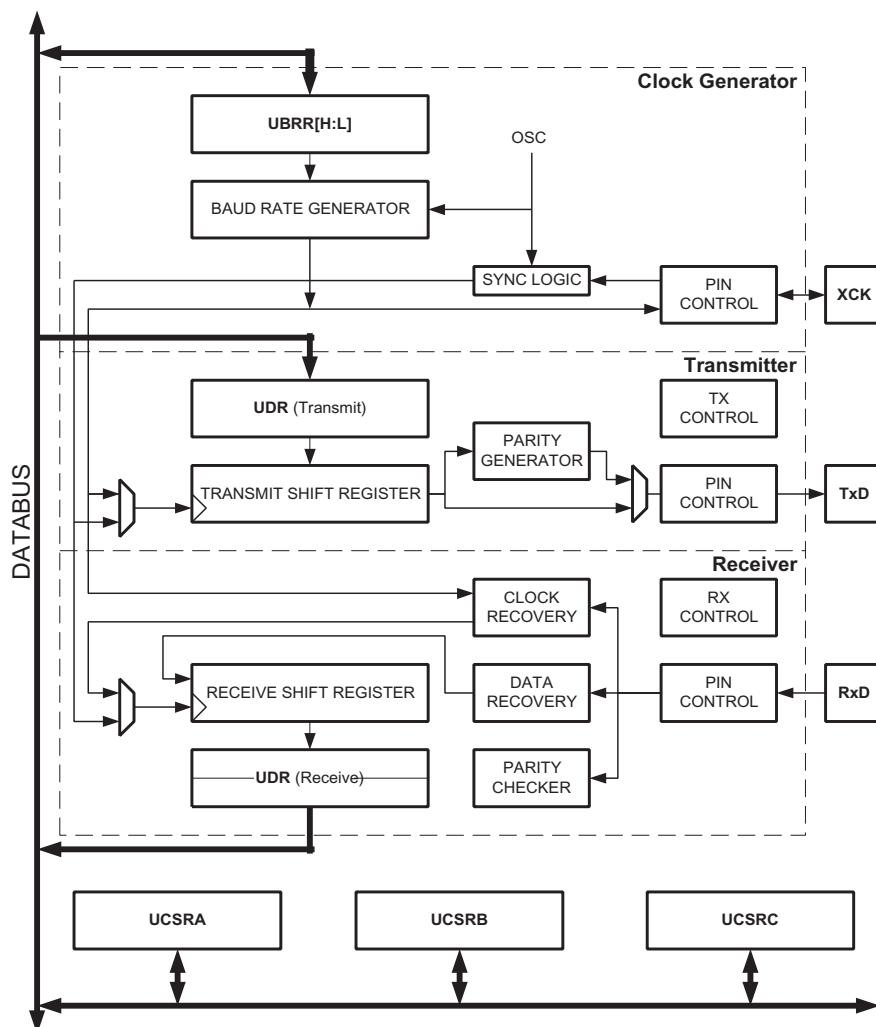 Clock Generator
UBRR[H:L]
OSC
BAUD RATE GENERATOR
SYNC LOGIC
PIN
CONTROL
XCK
Transmitter
UDR (Transmit)
TX
CONTROL
PARITY
GENERATOR
TRANSMIT SHIFT REGISTER
PIN
CONTROL
TxD
DATABUS
Receiver
CLOCK
RECOVERY
RX
CONTROL
RECEIVE SHIFT REGISTER
DATA
RECOVERY
PIN
CONTROL
RxD
UDR (Receive)
PARITY
CHECKER
UCSRA
UCSRB
UCSRC